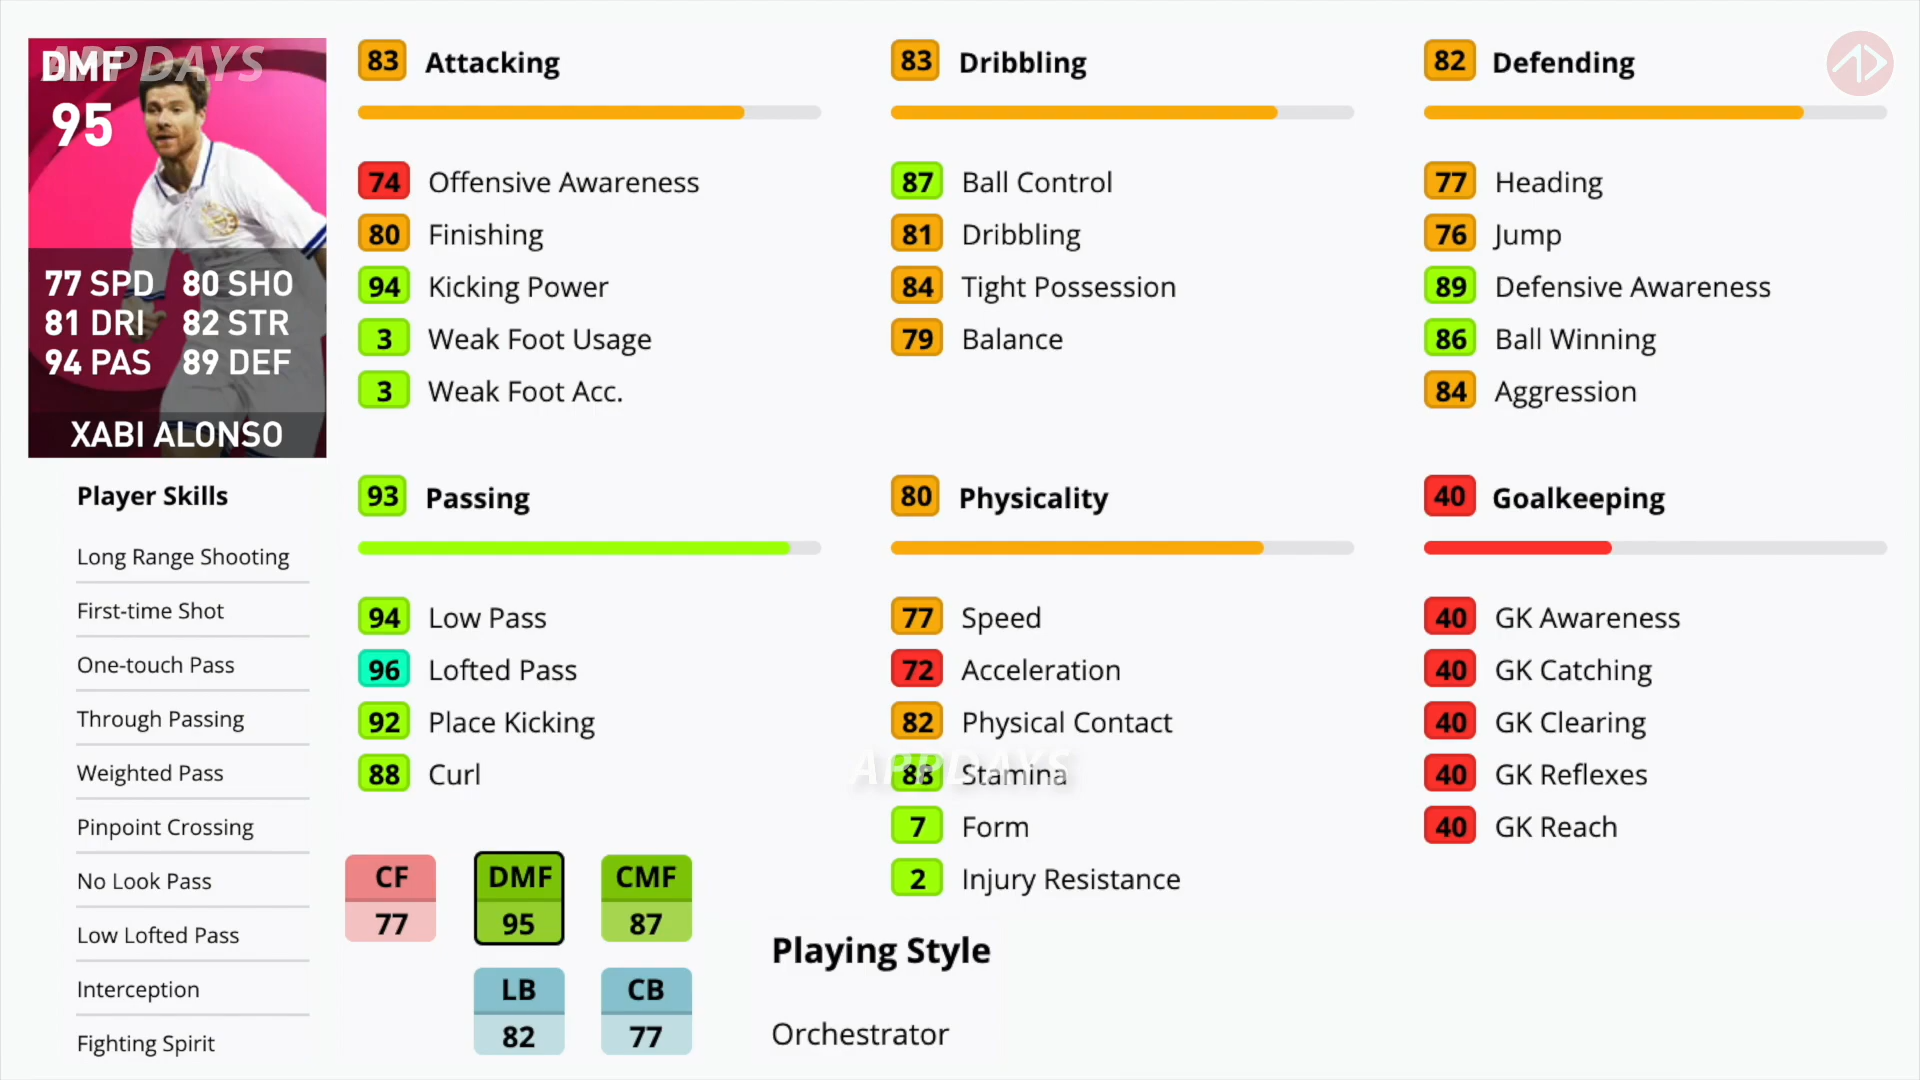 APPDAYS
DMF
95
77 SPD 80 SHO
81 DRI 82 STR
94 PAS 89 DEF
XABI ALONSO
Player Skills
Long Range Shooting
First-time Shot
One-touch Pass
Through Passing
Weighted Pass
Pinpoint Crossing
No Look Pass
Low Lofted Pass
Interception
Fighting Spirit
83 Attacking
74 Offensive Awareness
80 Finishing
94 Kicking Power
3 Weak Foot Usage
3 Weak Foot Acc.
83 Dribbling
87 Ball Control
81 Dribbling
84 Tight Possession
79 Balance
82 Defending
77 Heading
76 Jump
89 Defensive Awareness
86 Ball Winning
84 Aggression
93 Passing
94 Low Pass
96 Lofted Pass
92 Place Kicking
88 Curl
80 Physicality
77 Speed
72 Acceleration
82 Physical Contact
APPDAYS
Stamina
7 Form
2 Injury Resistance
40 Goalkeeping
40 GK Awareness
40 GK Catching
40 GK Clearing
40 GK Reflexes
40 GK Reach
CF DMF CMF
77 95 87
LB CB
82 77
Playing Style
Orchestrator